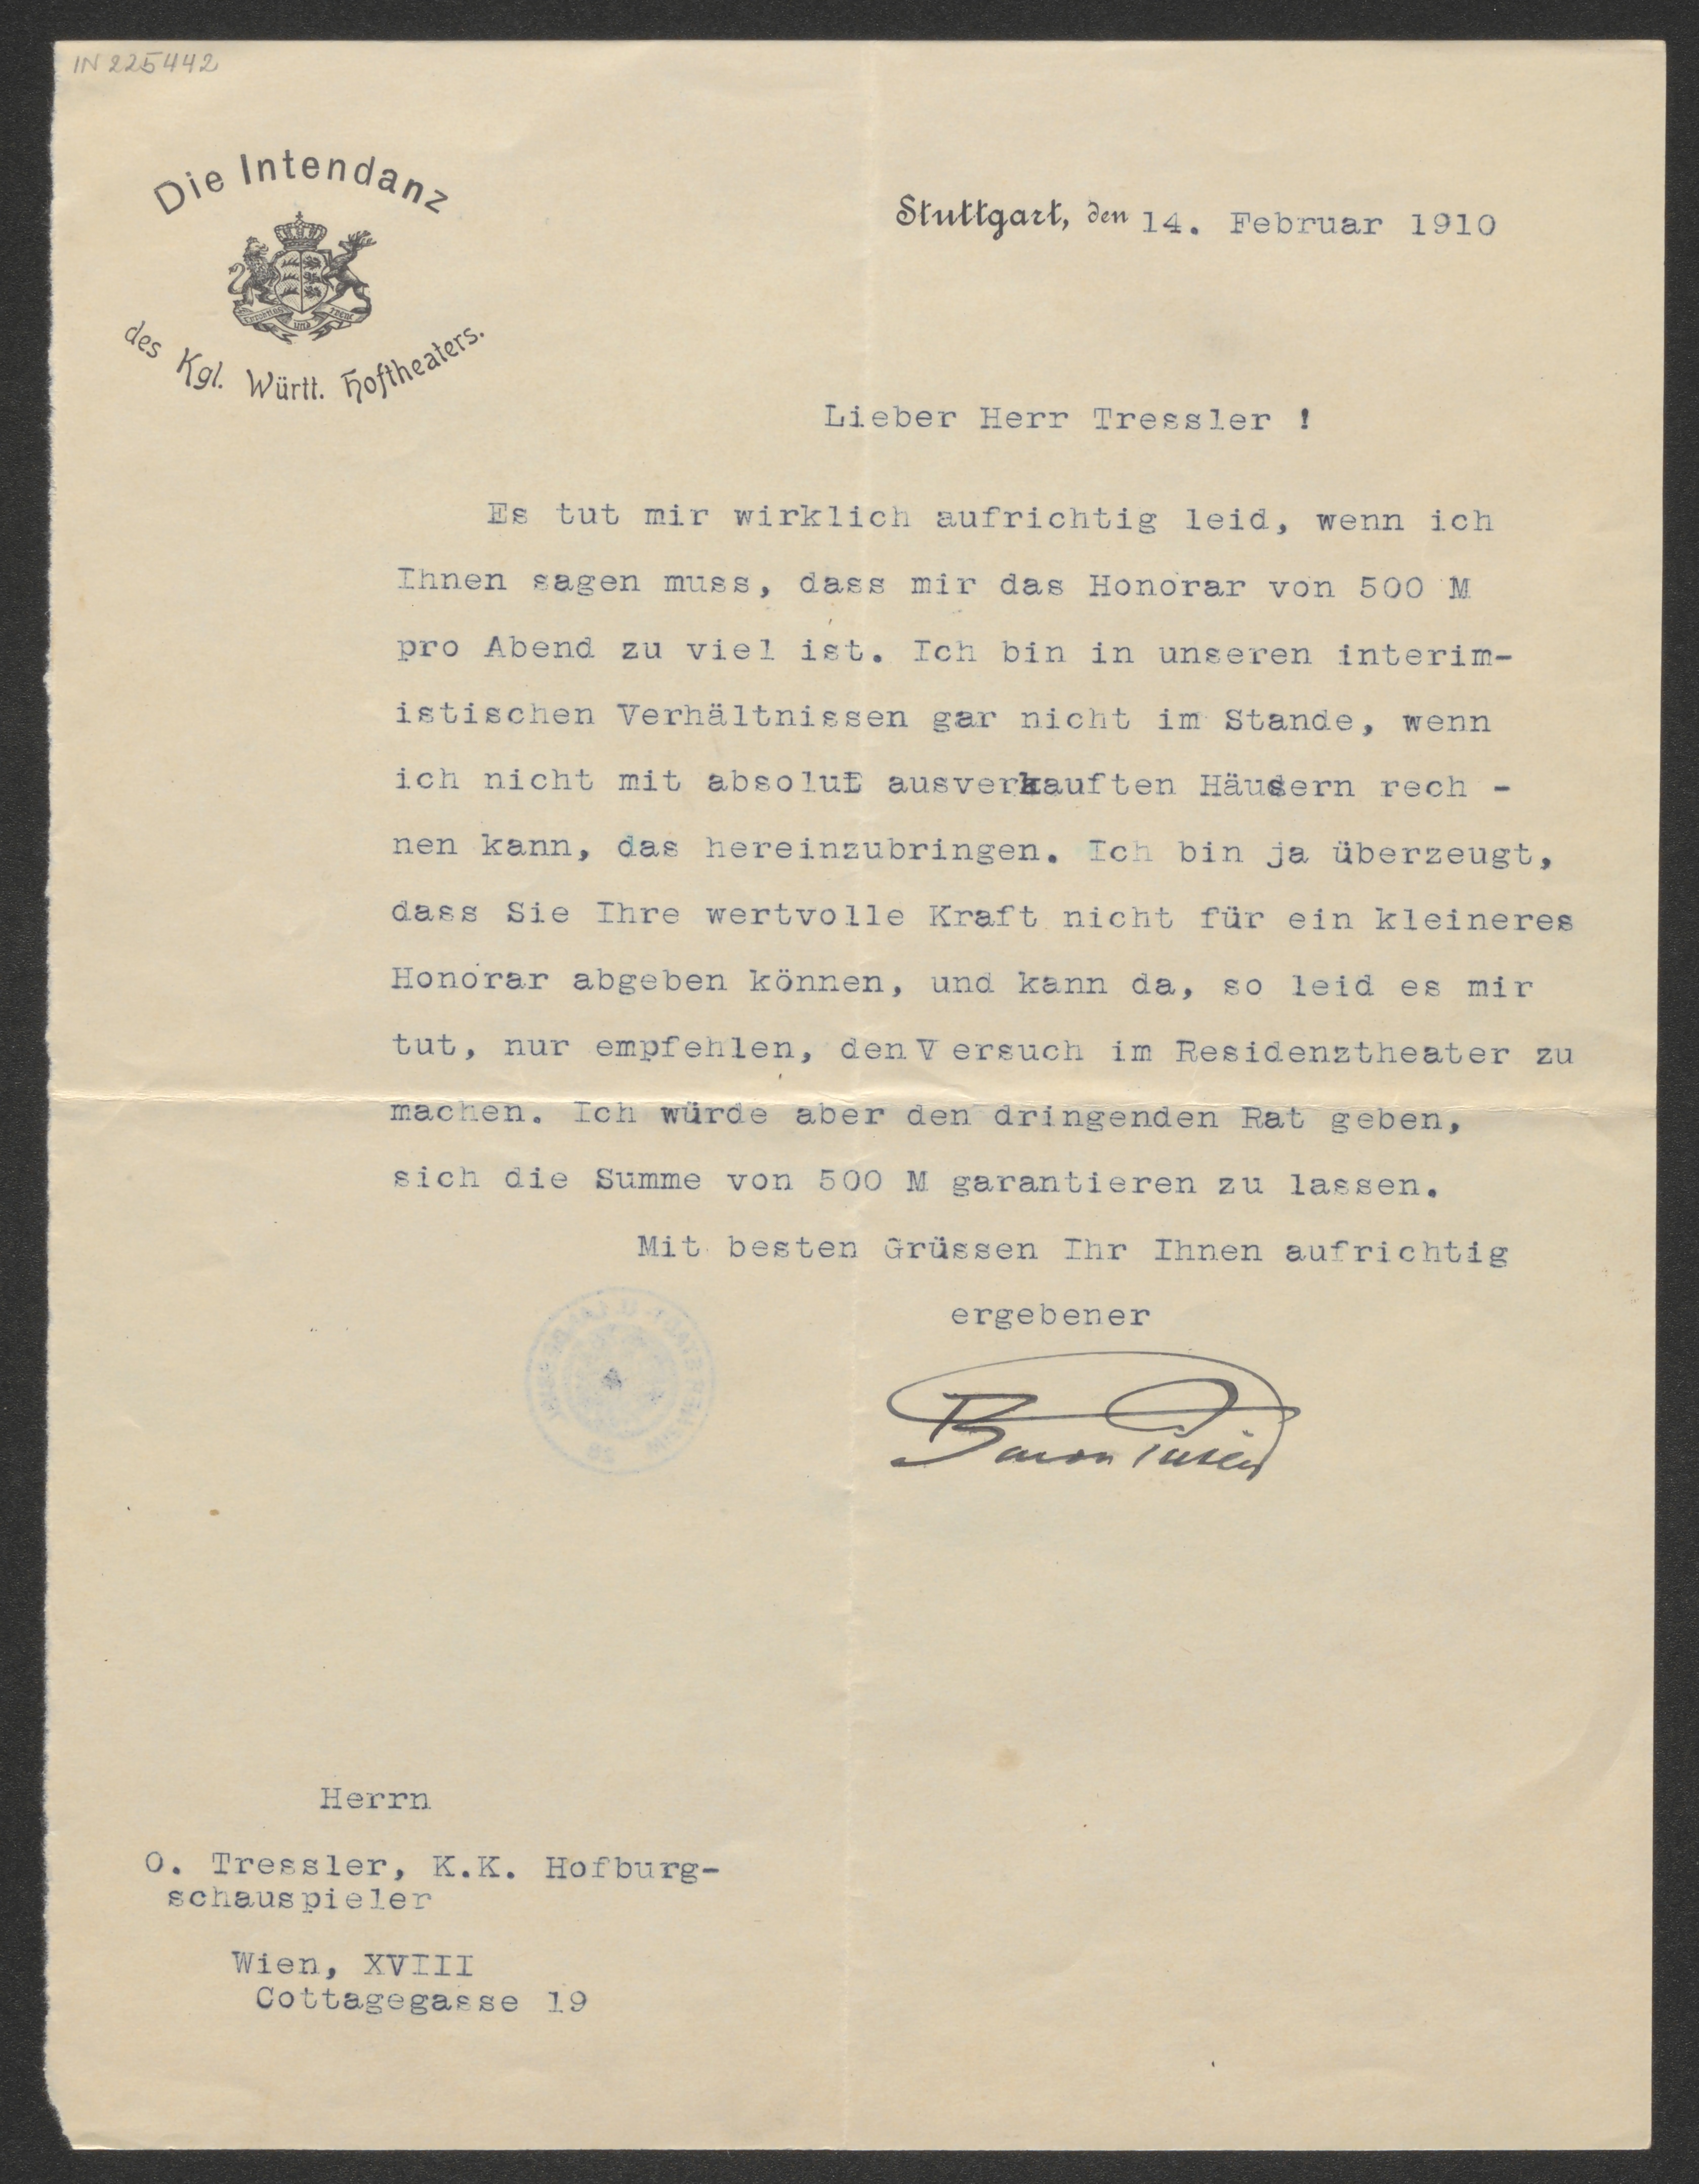 IN 225442
Die Intendanz
des Kgl. Württ. Hoftheaters.
Stuttgart, den 14. Februar 1910
Lieber Herr Tressler !
Es tut mir wirklich aufrichtig leid, wenn ich
Ihnen sagen muss, dass mir das Honorar von 500 M
pro Abend zu viel ist. Ich bin in unseren interim-
istischen Verhältnissen gar nicht im Stande, wenn
ich nicht mit absolut ausverkauften Häusern rech -
nen kann, das hereinzubringen. Ich bin ja überzeugt,
dass Sie Ihre wertvolle Kraft nicht für ein kleineres
Honorar abgeben können, und kann da, so leid es mir
tut, nur empfehlen, den Versuch im Residenztheater zu
machen. Ich würde aber den dringenden Rat geben,
sich die Summe von 500 M garantieren zu lassen.
Mit besten Grüssen Ihr Ihnen aufrichtig
ergebener
Baron Putlitz
Herrn
O. Tressler, K.K. Hofburg-
schauspieler
Wien, XVIII
Cottagegasse 19